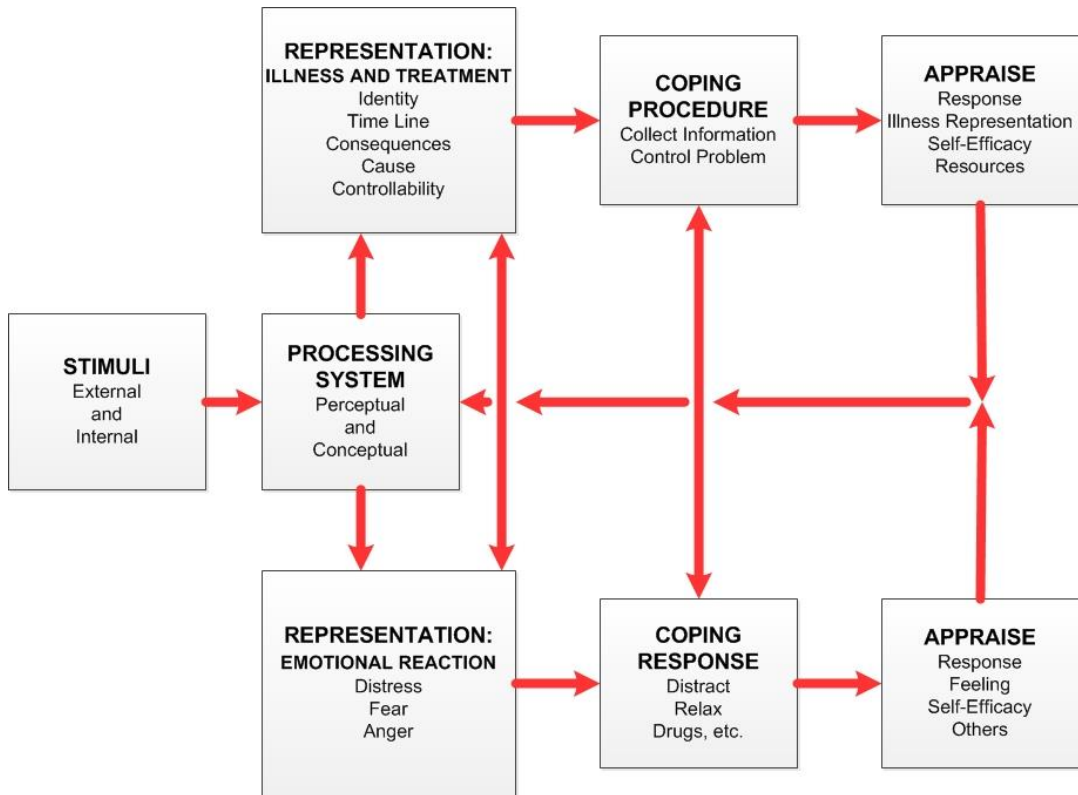 REPRESENTATION:
ILLNESS AND TREATMENT
Identity
Time Line
Consequences
Cause
Controllability
COPING
PROCEDURE
Collect Information
Control Problem
APPRAISE
Response
Illness Representation
Self-Efficacy
Resources
STIMULI
External
and
Internal
PROCESSING
SYSTEM
Perceptual
and
Conceptual
REPRESENTATION:
EMOTIONAL REACTION
Distress
Fear
Anger
COPING
RESPONSE
Distract
Relax
Drugs, etc.
APPRAISE
Response
Feeling
Self-Efficacy
Others